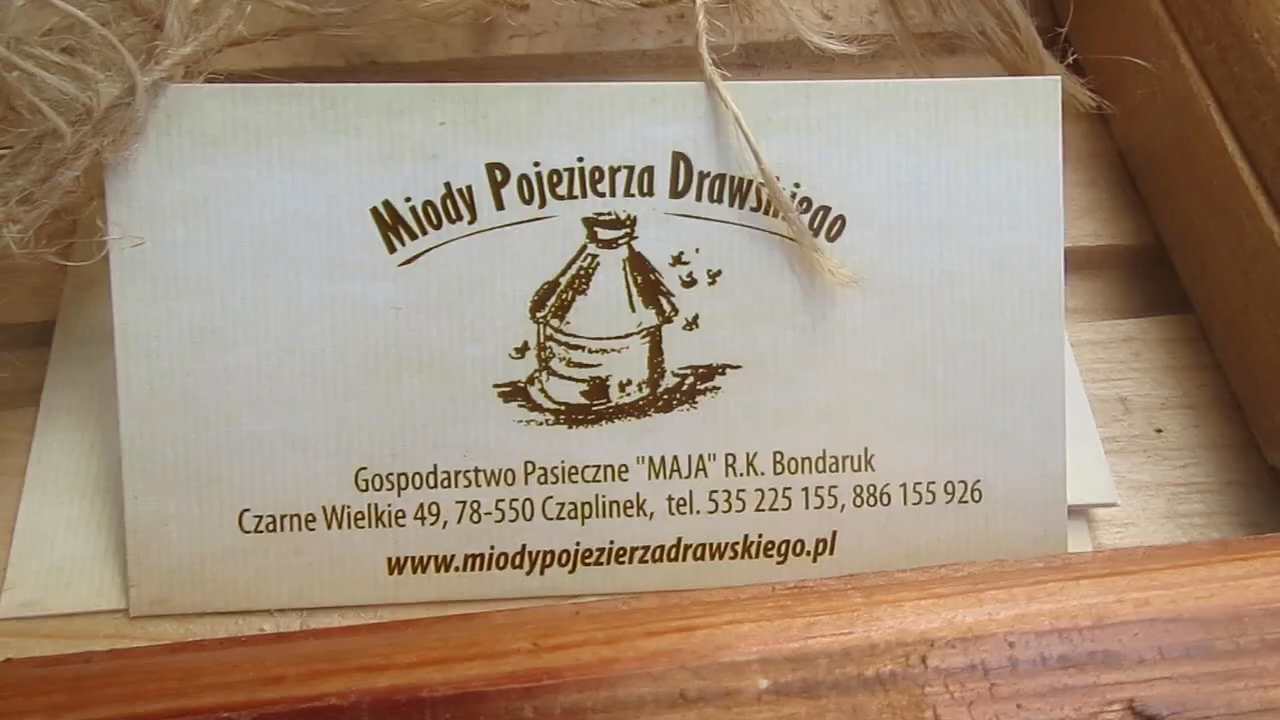 Miody Pojezierza Drawskiego
Gospodarstwo Pasieczne "MAJA" R.K. Bondaruk
Czarne Wielkie 49, 78-550 Czaplinek, tel. 535 225 155, 886 155 926
www.miodypojezierzadrawskiego.pl